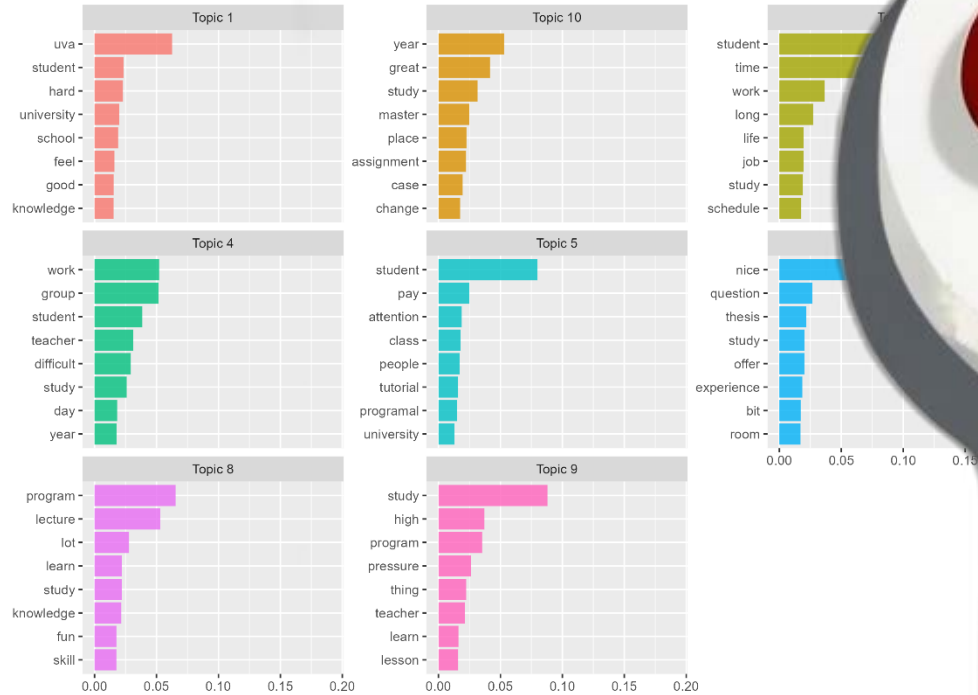 Topic 1
uva
student
hard
university
school
feel
good
knowledge
Topic 10
year
great
study
master
place
assignment
case
change
student
time
work
long
life
job
study
schedule
Topic 4
work
group
student
teacher
difficult
study
day
year
Topic 5
student
pay
attention
class
people
tutorial
programal
university
nice
question
thesis
study
offer
experience
bit
room
0.00 0.05 0.10 0.15
Topic 8
program
lecture
lot
learn
study
knowledge
fun
skill
0.00 0.05 0.10 0.15 0.20
Topic 9
study
high
program
pressure
thing
teacher
learn
lesson
0.00 0.05 0.10 0.15 0.20